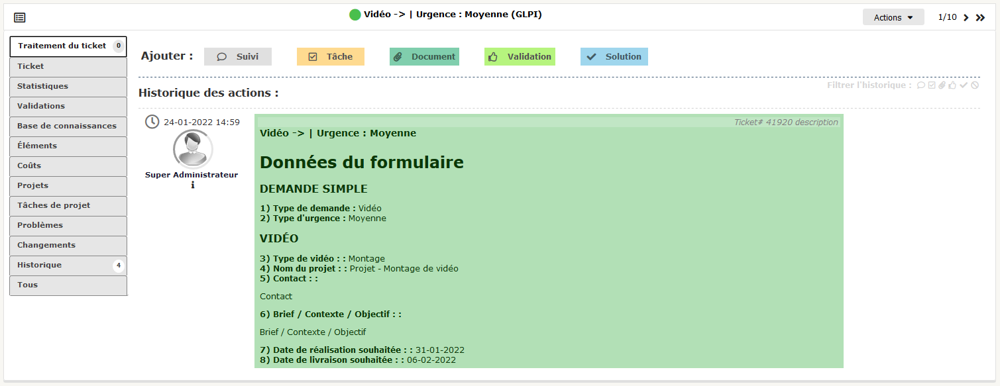 Vidéo -> | Urgence : Moyenne (GLPI)
Actions
1/10
Traitement du ticket 0
Ticket
Statistiques
Validations
Base de connaissances
Éléments
Coûts
Projets
Tâches de projet
Problèmes
Changements
Historique 4
Tous
Ajouter : Suivi Tâche Document Validation Solution
Historique des actions :
Filtrer l'historique :
24-01-2022 14:59
Super Administrateur
Ticket# 41920 description
Vidéo -> | Urgence : Moyenne
Données du formulaire
DEMANDE SIMPLE
1) Type de demande : Vidéo
2) Type d'urgence : Moyenne
VIDÉO
3) Type de vidéo : : Montage
4) Nom du projet : : Projet - Montage de vidéo
5) Contact : :
Contact
6) Brief / Contexte / Objectif : :
Brief / Contexte / Objectif
7) Date de réalisation souhaitée : : 31-01-2022
8) Date de livraison souhaitée : : 06-02-2022